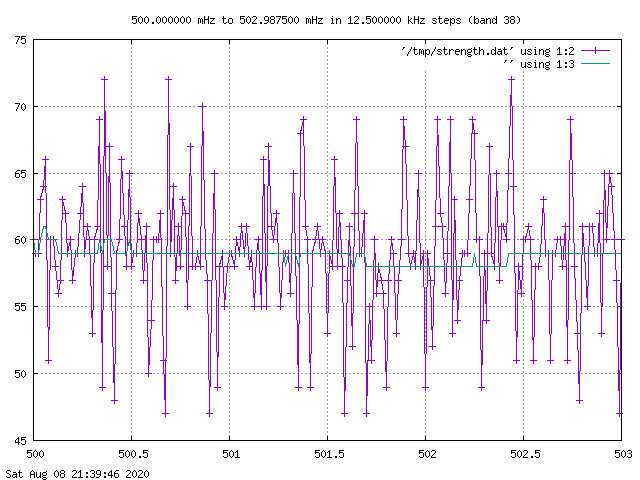 500.000000 mHz to 502.987500 mHz in 12.500000 kHz steps (band 38)
75
'/tmp/strength.dat' using 1:2
'' using 1:3
70
65
60
55
50
45
500 500.5 501 501.5 502 502.5 503
Sat Aug 08 21:39:46 2020